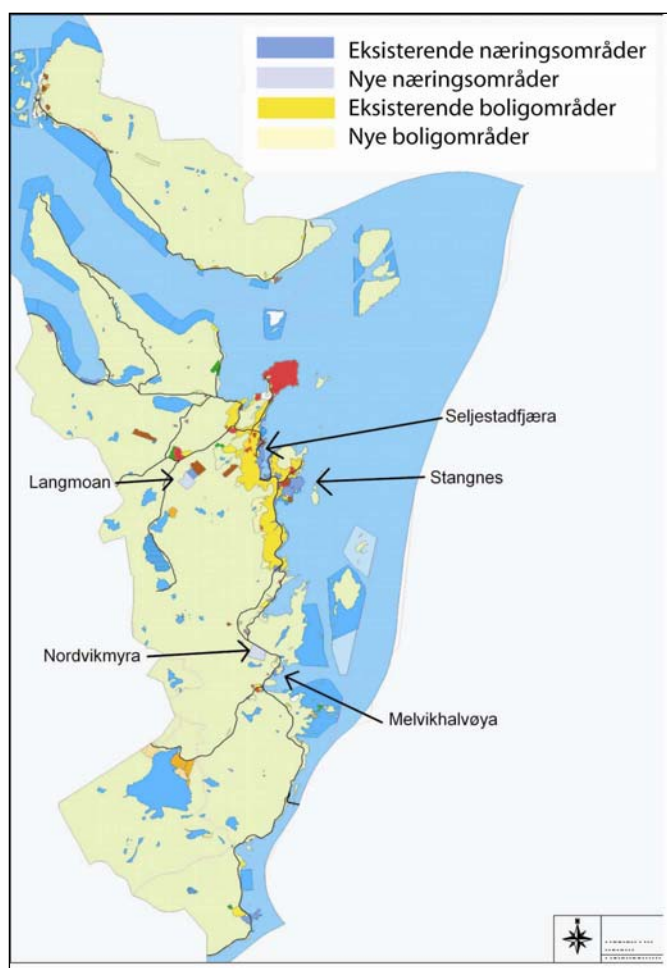 Eksisterende næringsområder
Nye næringsområder
Eksisterende boligområder
Nye boligområder
Seljestadfjæra
Langmoan
Stangnes
Nordvikmyra
Melvikhalvøya